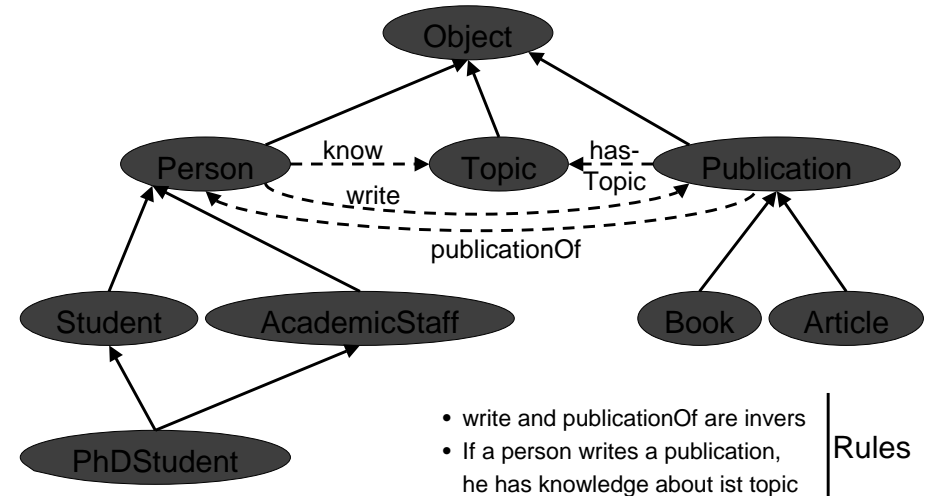 Object
Person
know
Topic
has-
Topic
Publication
write
publicationOf
Student
AcademicStaff
Book
Article
PhDStudent
• write and publicationOf are invers
• If a person writes a publication,
he has knowledge about ist topic
Rules